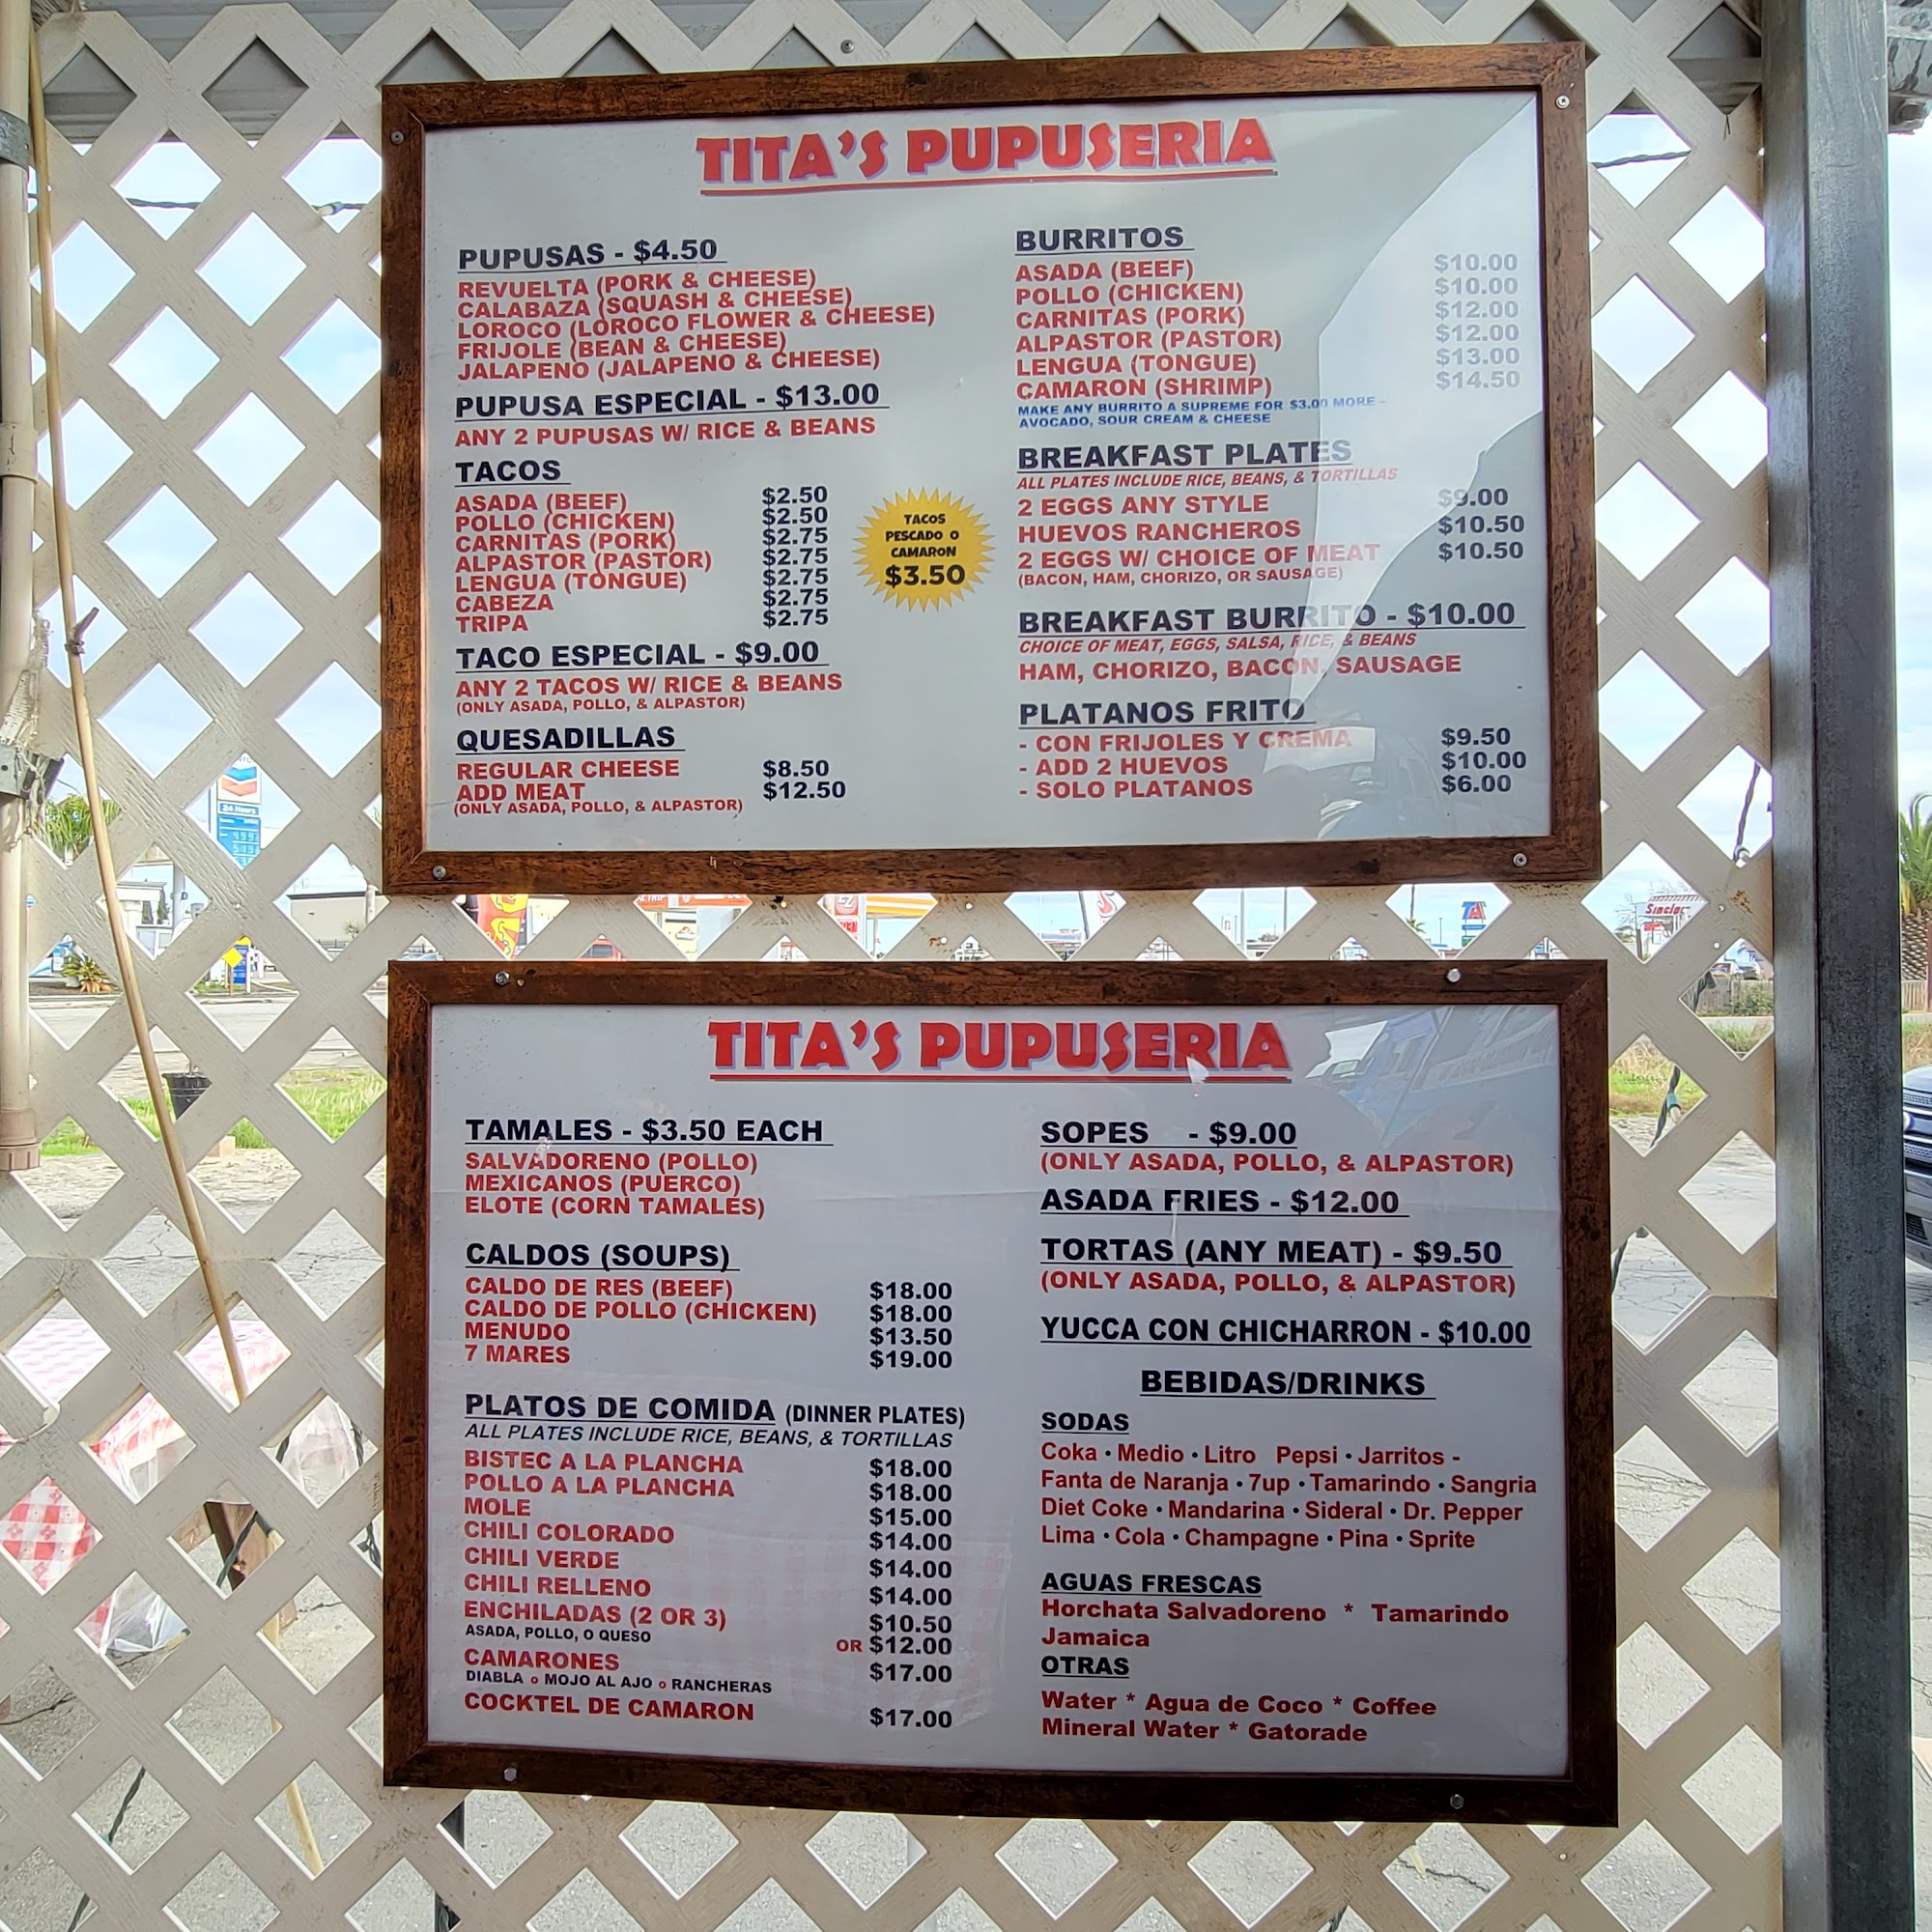 TITA'S PUPUSERIA
PUPUSAS - $4.50
REVUELTA (PORK & CHEESE)
CALABAZA (SQUASH & CHEESE)
LOROCO (LOROCO FLOWER & CHEESE)
FRIJOLE (BEAN & CHEESE)
JALAPENO (JALAPENO & CHEESE)
PUPUSA ESPECIAL - $13.00
ANY 2 PUPUSAS W/ RICE & BEANS
TACOS
ASADA (BEEF) $2.50
POLLO (CHICKEN) $2.50
CARNITAS (PORK) $2.75
ALPASTOR (PASTOR) $2.75
LENGUA (TONGUE) $2.75
CABEZA $2.75
TRIPA $2.75
TACOS
PESCADO O
CAMARON
$3.50
TACO ESPECIAL - $9.00
ANY 2 TACOS W/ RICE & BEANS
(ONLY ASADA, POLLO, & ALPASTOR)
QUESADILLAS
REGULAR CHEESE $8.50
ADD MEAT $12.50
(ONLY ASADA, POLLO, & ALPASTOR)
BURRITOS
ASADA (BEEF) $10.00
POLLO (CHICKEN) $10.00
CARNITAS (PORK) $12.00
ALPASTOR (PASTOR) $12.00
LENGUA (TONGUE) $13.00
CAMARON (SHRIMP) $14.50
MAKE ANY BURRITO A SUPREME FOR $3.00 MORE -
AVOCADO, SOUR CREAM & CHEESE
BREAKFAST PLATES
ALL PLATES INCLUDE RICE, BEANS, & TORTILLAS
2 EGGS ANY STYLE $9.00
HUEVOS RANCHEROS $10.50
2 EGGS W/ CHOICE OF MEAT $10.50
(BACON, HAM, CHORIZO, OR SAUSAGE)
BREAKFAST BURRITO - $10.00
CHOICE OF MEAT, EGGS, SALSA, RICE, & BEANS
HAM, CHORIZO, BACON, SAUSAGE
PLATANOS FRITO
- CON FRIJOLES Y CREMA $9.50
- ADD 2 HUEVOS $10.00
- SOLO PLATANOS $6.00
24 Hours
TA
Sinclair
TITA'S PUPUSERIA
TAMALES - $3.50 EACH
SALVADORENO (POLLO)
MEXICANOS (PUERCO)
ELOTE (CORN TAMALES)
CALDOS (SOUPS)
CALDO DE RES (BEEF) $18.00
CALDO DE POLLO (CHICKEN) $18.00
MENUDO $13.50
7 MARES $19.00
PLATOS DE COMIDA (DINNER PLATES)
ALL PLATES INCLUDE RICE, BEANS, & TORTILLAS
BISTEC A LA PLANCHA $18.00
POLLO A LA PLANCHA $18.00
MOLE $15.00
CHILI COLORADO $14.00
CHILI VERDE $14.00
CHILI RELLENO $14.00
ENCHILADAS (2 OR 3) $10.50
ASADA, POLLO, O QUESO OR $12.00
CAMARONES $17.00
DIABLA o MOJO AL AJO o RANCHERAS
COCKTEL DE CAMARON $17.00
SOPES - $9.00
(ONLY ASADA, POLLO, & ALPASTOR)
ASADA FRIES - $12.00
TORTAS (ANY MEAT) - $9.50
(ONLY ASADA, POLLO, & ALPASTOR)
YUCCA CON CHICHARRON - $10.00
BEBIDAS/DRINKS
SODAS
Coka • Medio • Litro Pepsi • Jarritos -
Fanta de Naranja • 7up • Tamarindo • Sangria
Diet Coke • Mandarina • Sideral • Dr. Pepper
Lima • Cola • Champagne • Pina • Sprite
AGUAS FRESCAS
Horchata Salvadoreno * Tamarindo
Jamaica
OTRAS
Water * Agua de Coco * Coffee
Mineral Water * Gatorade